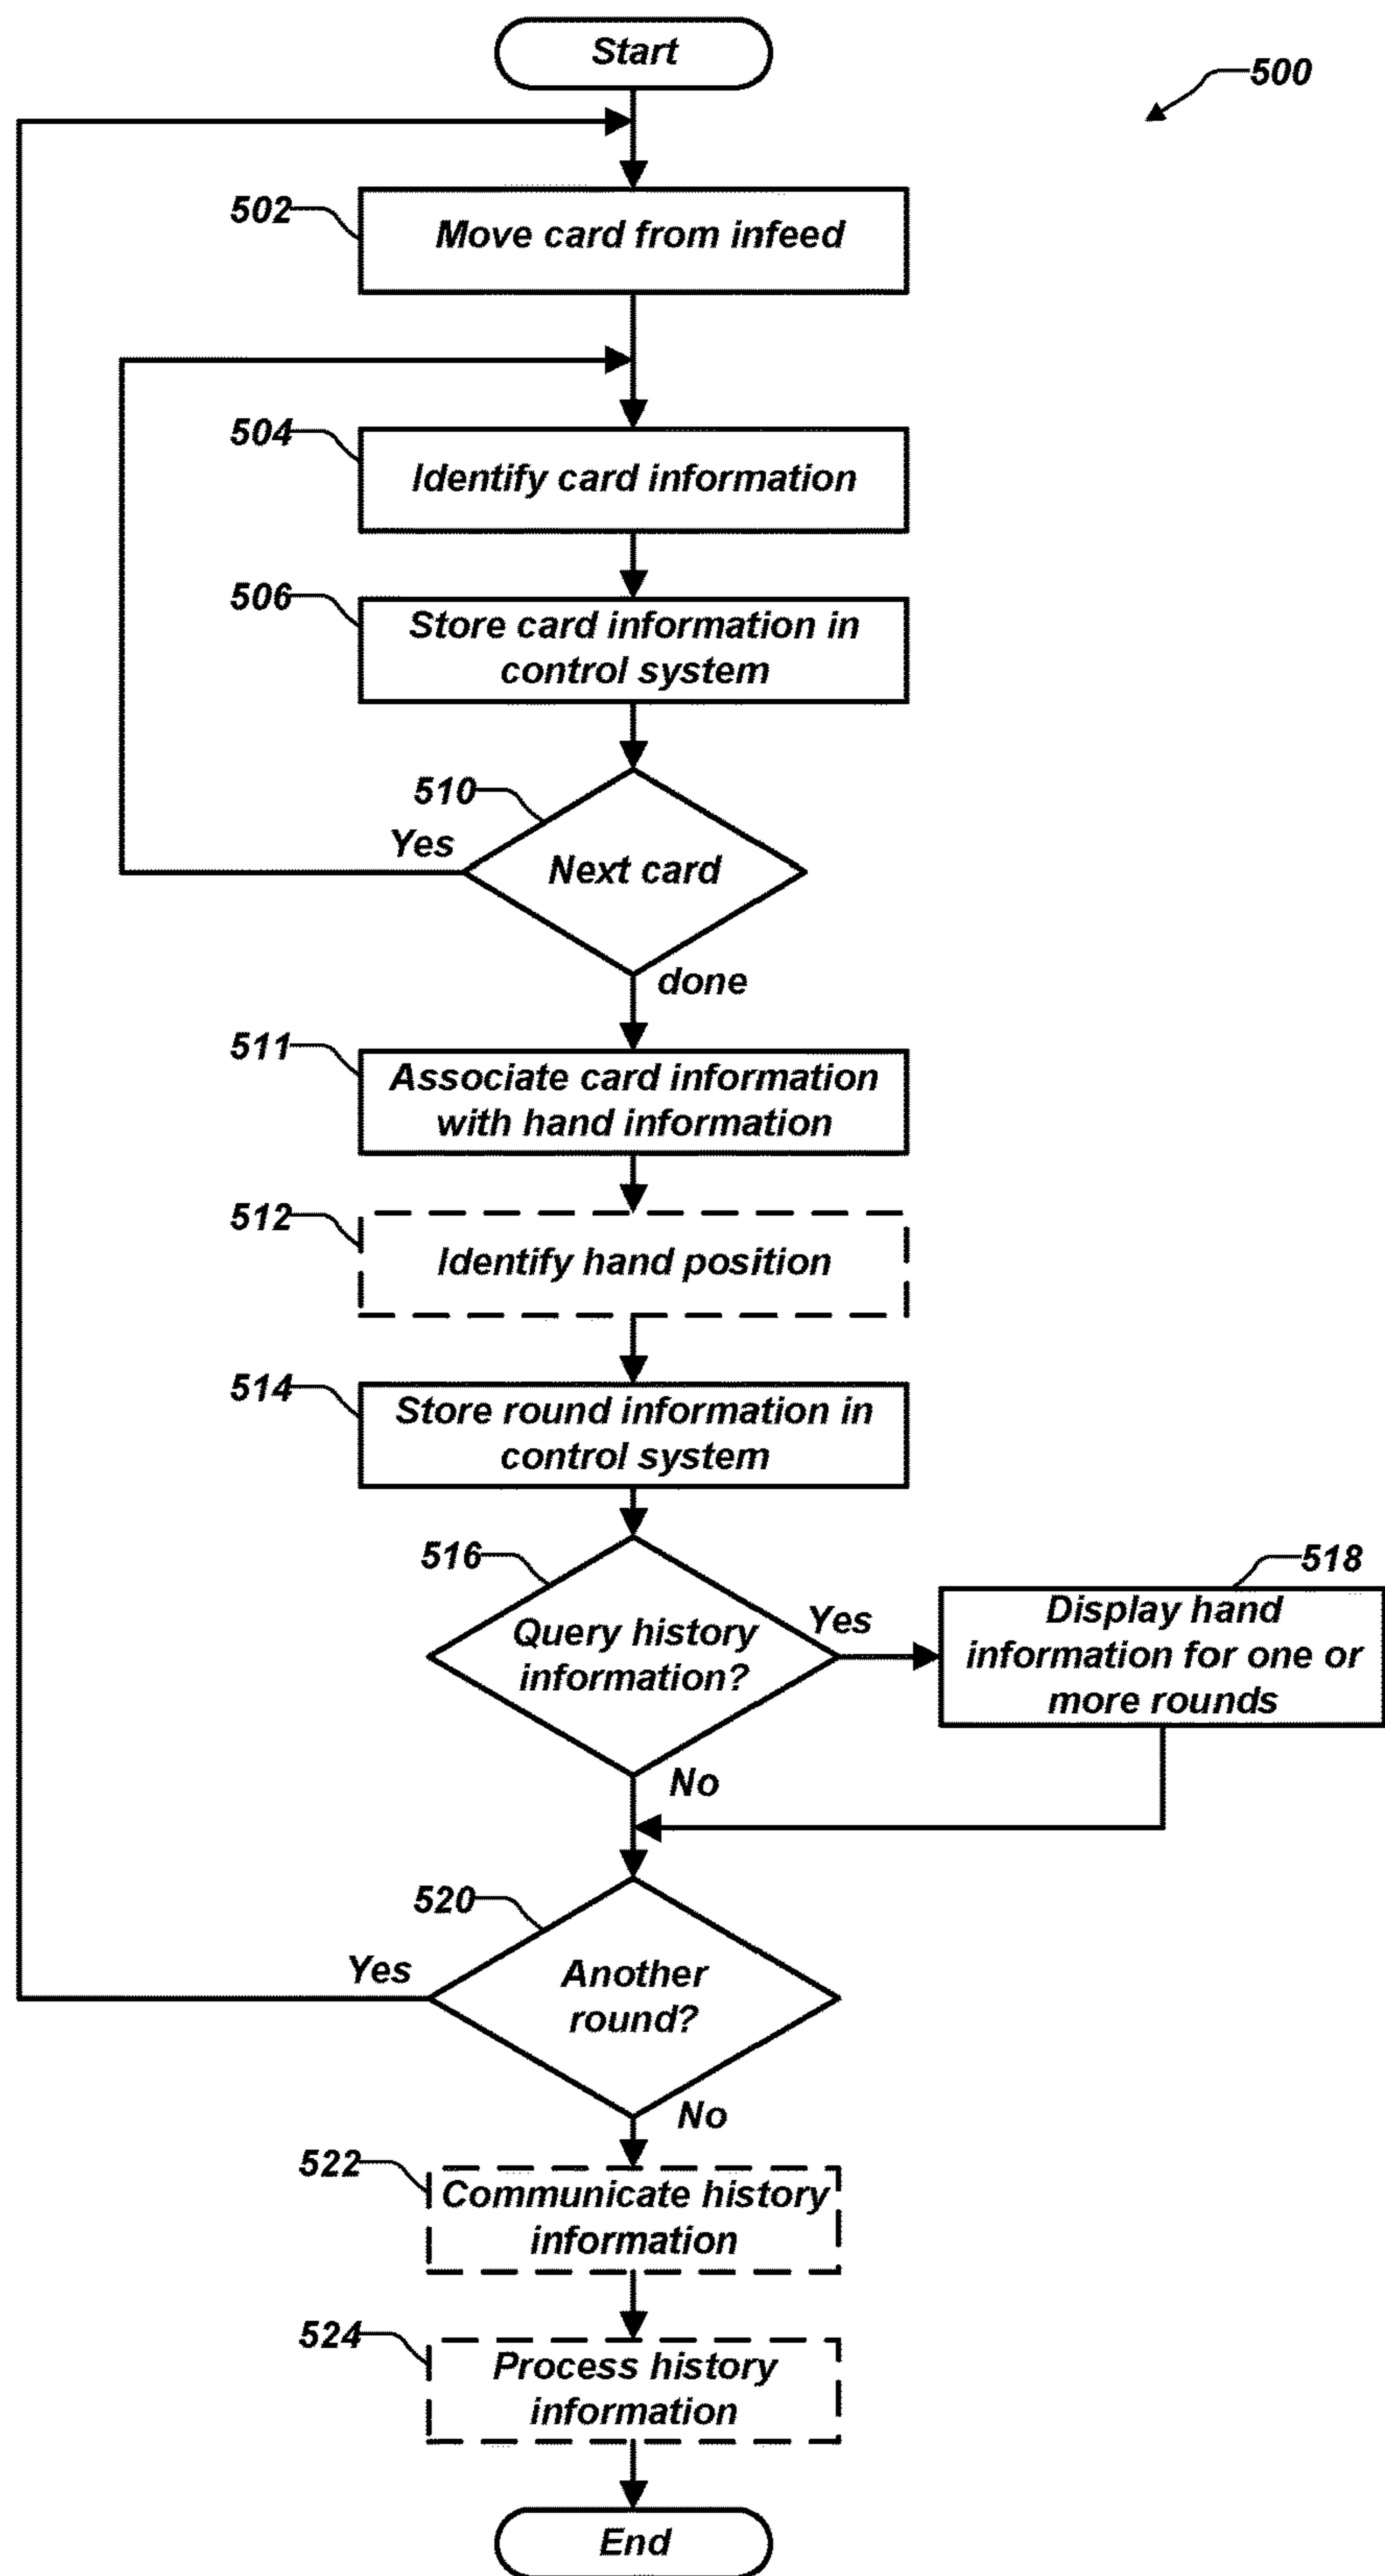 Start
500
502
Move card from infeed
504
Identify card information
506
Store card information in
control system
510
Yes
Next card
done
511
Associate card information
with hand information
512
Identify hand position
514
Store round information in
control system
516
Query history
information?
Yes
518
Display hand
information for one or
more rounds
No
520
Yes
Another
round?
No
522
Communicate history
information
524
Process history
information
End